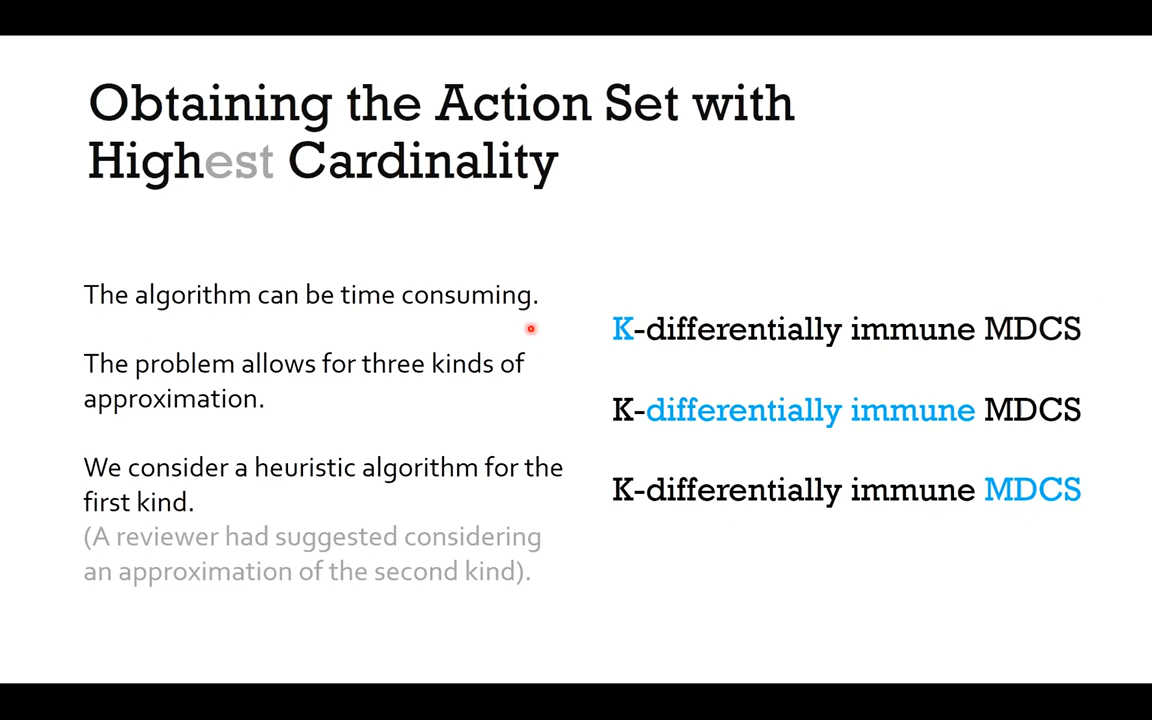 Obtaining the Action Set with
Highest Cardinality
The algorithm can be time consuming.
The problem allows for three kinds of
approximation.
We consider a heuristic algorithm for the
first kind.
(A reviewer had suggested considering
an approximation of the second kind).
K-differentially immune MDCS
K-differentially immune MDCS
K-differentially immune MDCS